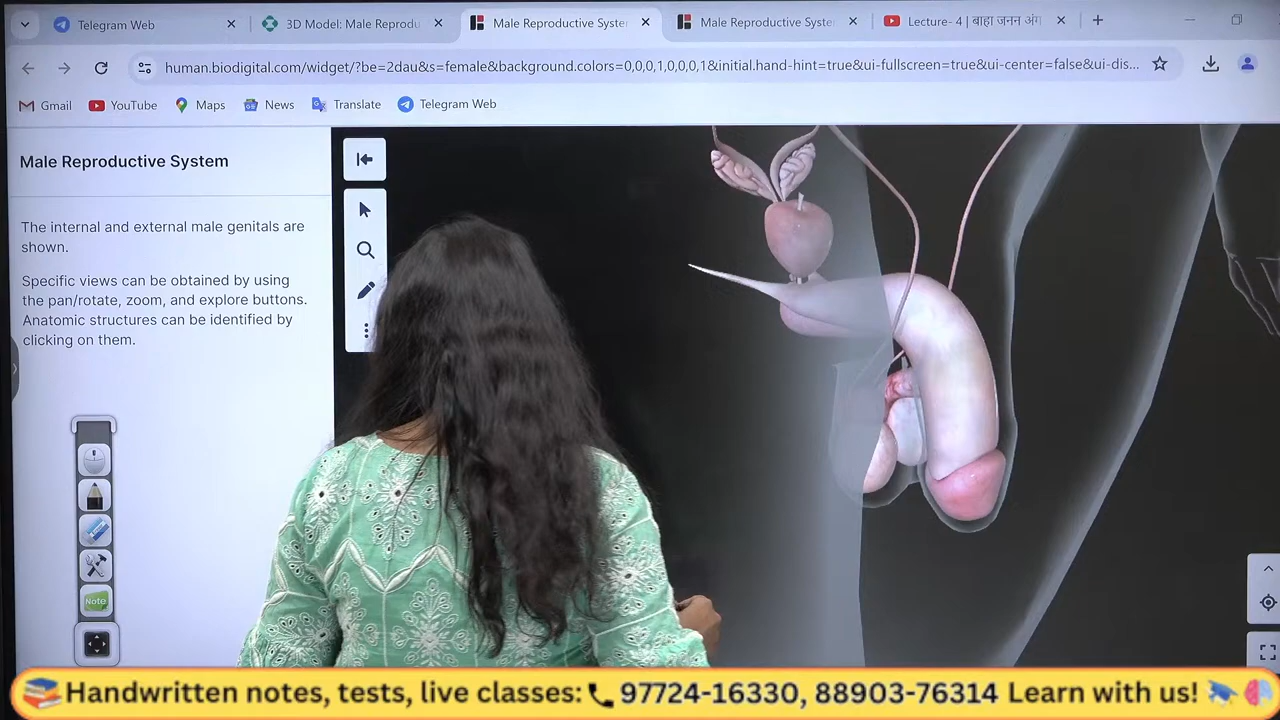 Telegram Web
3D Model: Male Reprodu
Male Reproductive System
Male Reproductive Syste
Lecture- 4 | बाहा जनन अंग
human.biodigital.com/widget/?be=2dau&s=female&background.colors=0,0,0,1,0,0,0,1&initial.hand-hint=true&ui-fullscreen=true&ui-center=false&ui-dis...
Gmail
YouTube
Maps
News
Translate
Telegram Web
Male Reproductive System
The internal and external male genitals are
shown.
Specific views can be obtained by using
the pan/rotate, zoom, and explore buttons.
Anatomic structures can be identified by
clicking on them.
Note
Handwritten notes, tests, live classes: 97724-16330, 88903-76314 Learn with us!